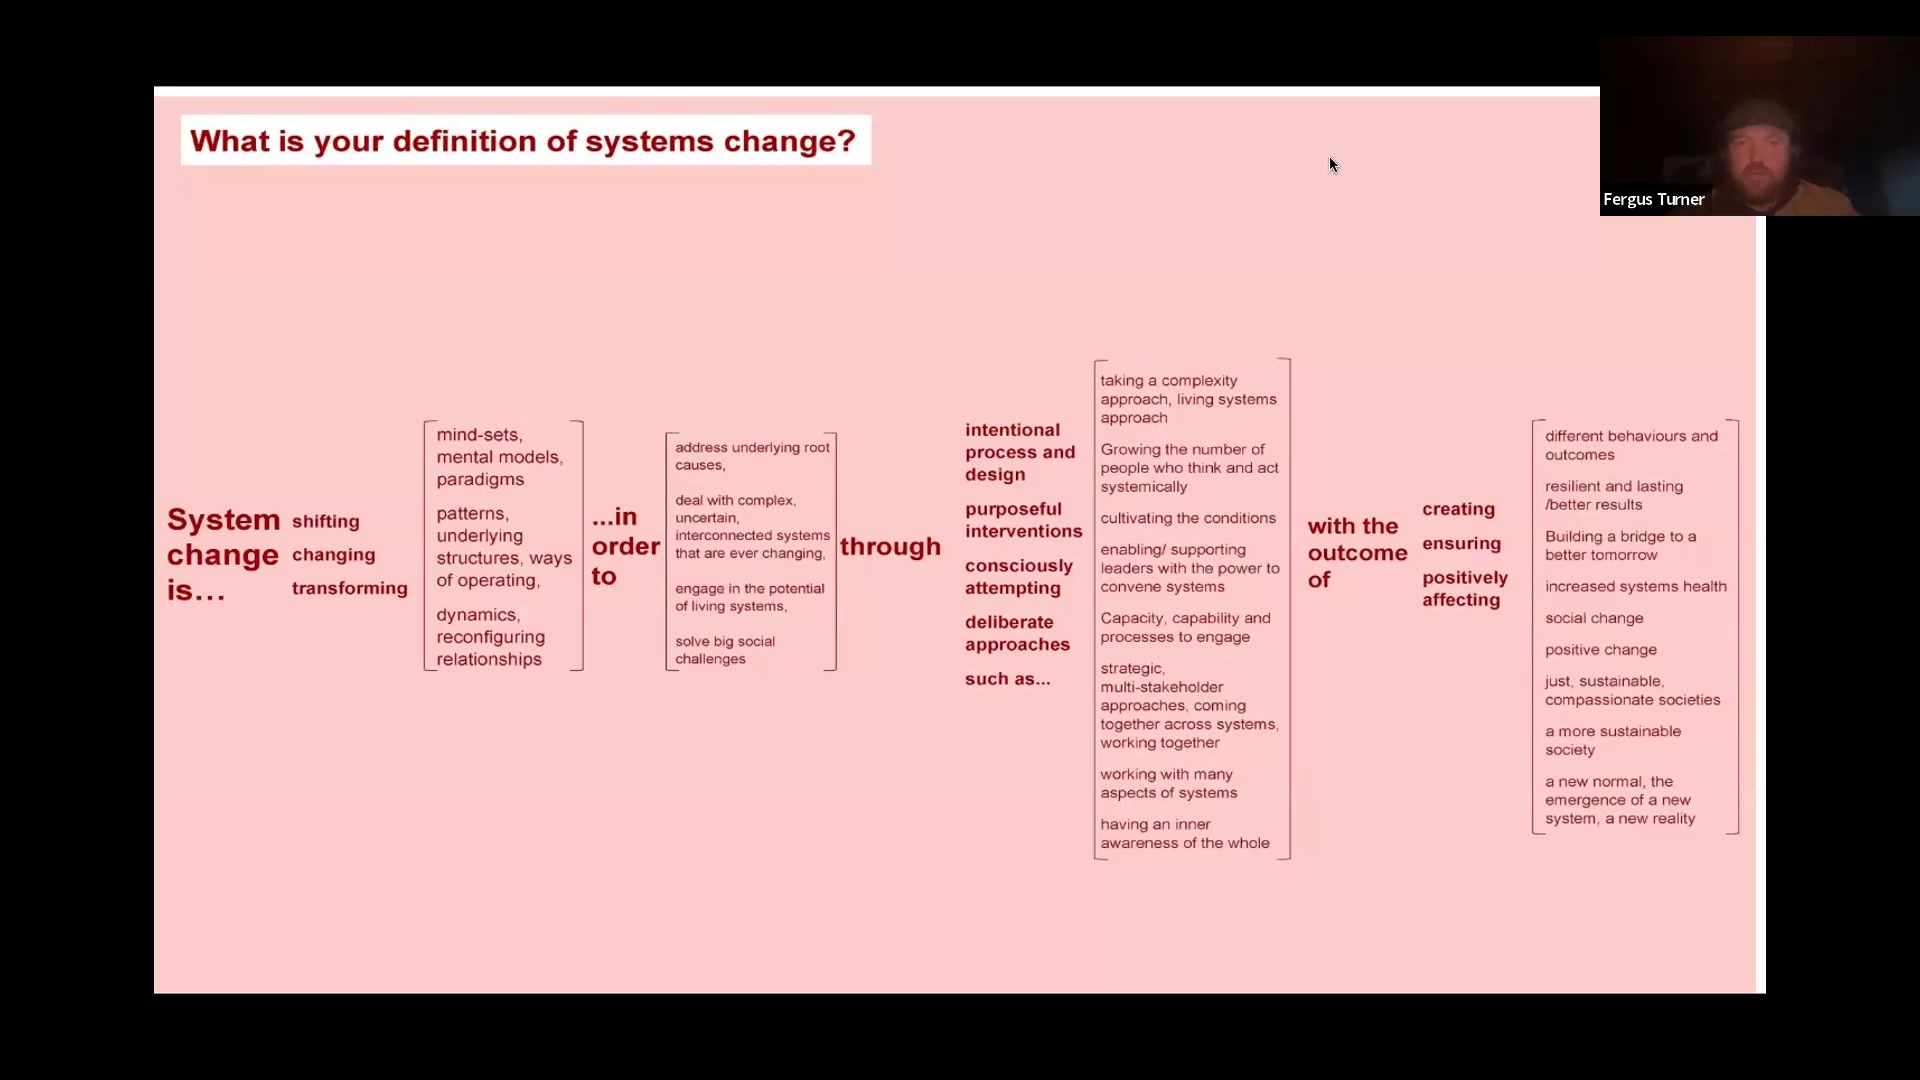 What is your definition of systems change?
Fergus Turner
System
change
is...
shifting
changing
transforming
mind-sets,
mental models,
paradigms
patterns,
underlying
structures, ways
of operating,
dynamics,
reconfiguring
relationships
...in
order
to
address underlying root
causes,
deal with complex,
uncertain,
interconnected systems
that are ever changing,
engage in the potential
of living systems,
solve big social
challenges
through
intentional
process and
design
purposeful
interventions
consciously
attempting
deliberate
approaches
such as...
taking a complexity
approach, living systems
approach
Growing the number of
people who think and act
systemically
cultivating the conditions
enabling/ supporting
leaders with the power to
convene systems
Capacity, capability and
processes to engage
strategic,
multi-stakeholder
approaches, coming
together across systems,
working together
working with many
aspects of systems
having an inner
awareness of the whole
with the
outcome
of
creating
ensuring
positively
affecting
different behaviours and
outcomes
resilient and lasting
/better results
Building a bridge to a
better tomorrow
increased systems health
social change
positive change
just, sustainable,
compassionate societies
a more sustainable
society
a new normal, the
emergence of a new
system, a new reality